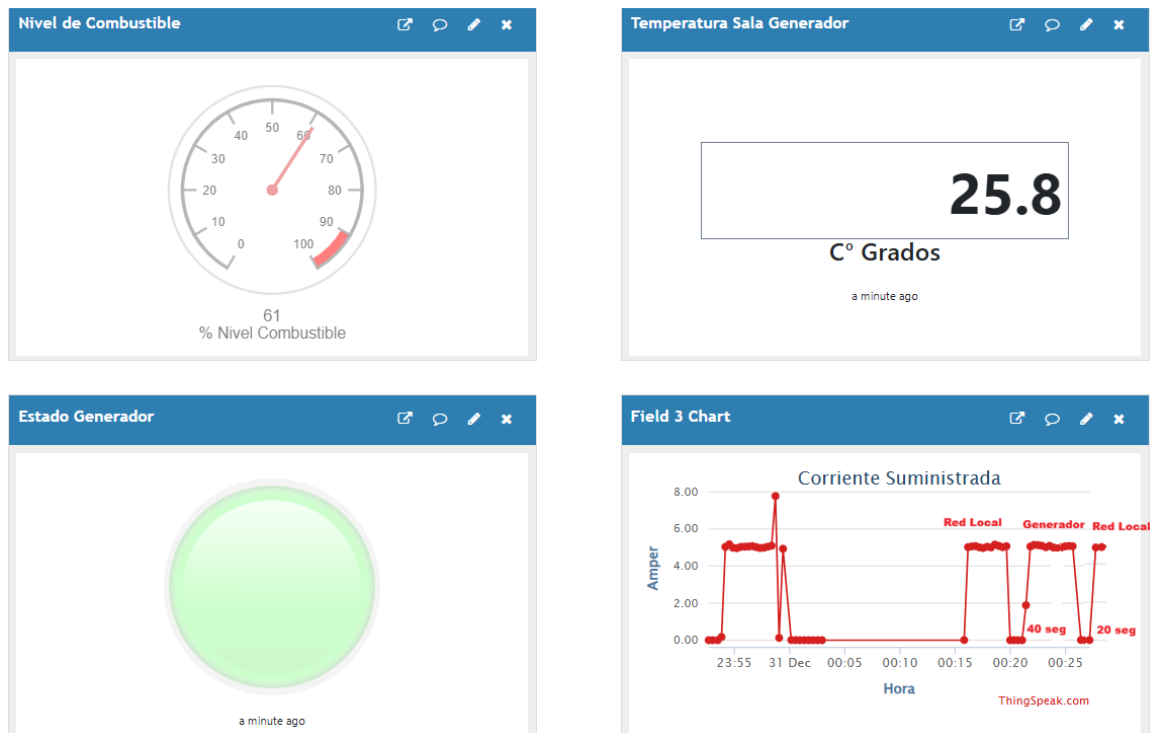 Nivel de Combustible
50
40
60
30
70
20
80
10
90
0
100
61
% Nivel Combustible
Temperatura Sala Generador
25.8
C° Grados
a minute ago
Estado Generador
a minute ago
Field 3 Chart
Corriente Suministrada
8.00
6.00
4.00
2.00
0.00
Amper
Red Local
Generador
Red Local
40 seg
20 seg
23:55
31 Dec
00:05
00:10
00:15
00:20
00:25
Hora
ThingSpeak.com